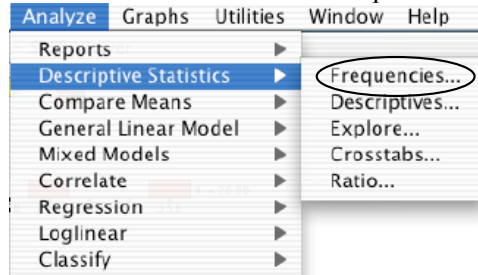 Analyze Graphs Utilities Window Help
Reports
Descriptive Statistics
Compare Means
General Linear Model
Mixed Models
Correlate
Regression
Loglinear
Classify
Frequencies...
Descriptives...
Explore...
Crosstabs...
Ratio...